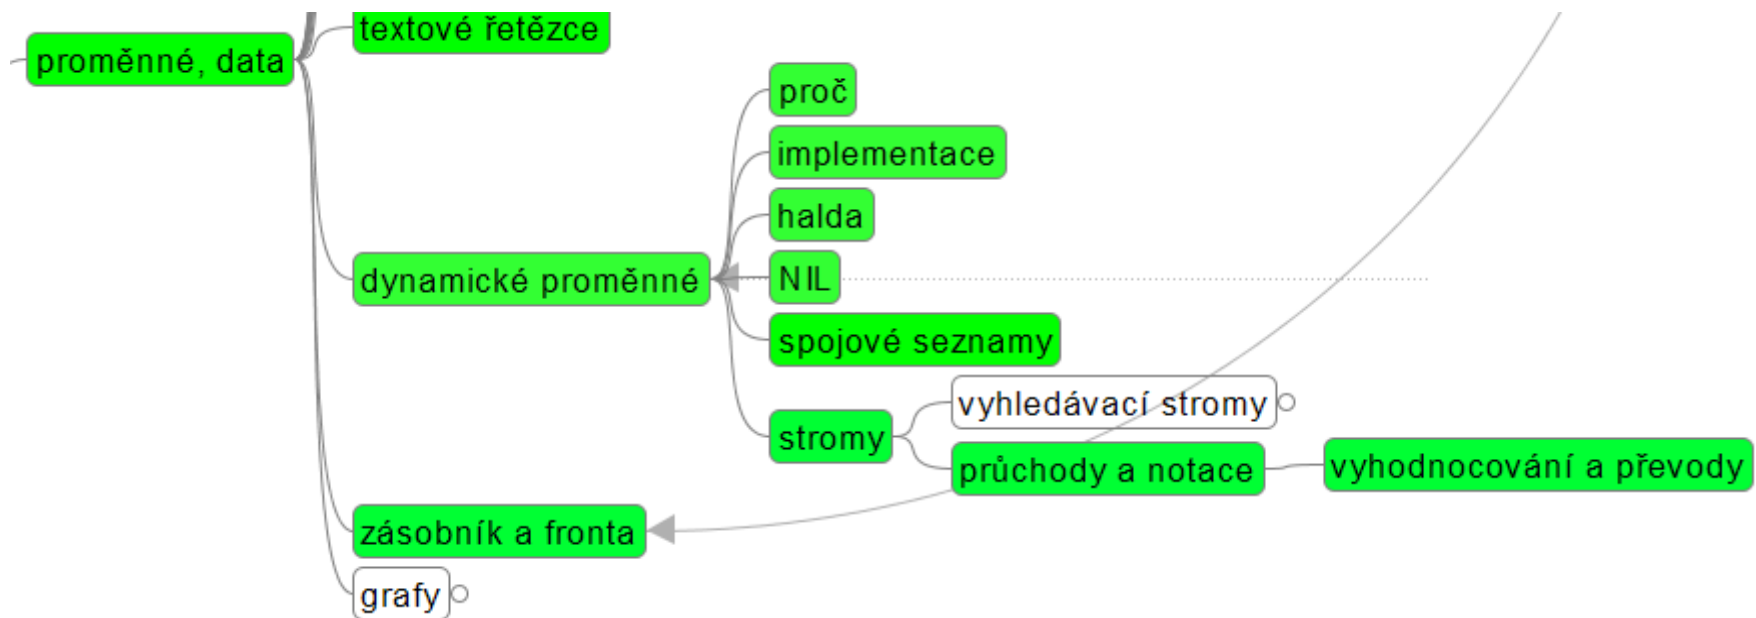 textové řetězce
proměnné, data
proč
implementace
halda
dynamické proměnné
NIL
spojové seznamy
vyhledávací stromy
stromy
průchody a notace
vyhodnocování a převody
zásobník a fronta
grafy